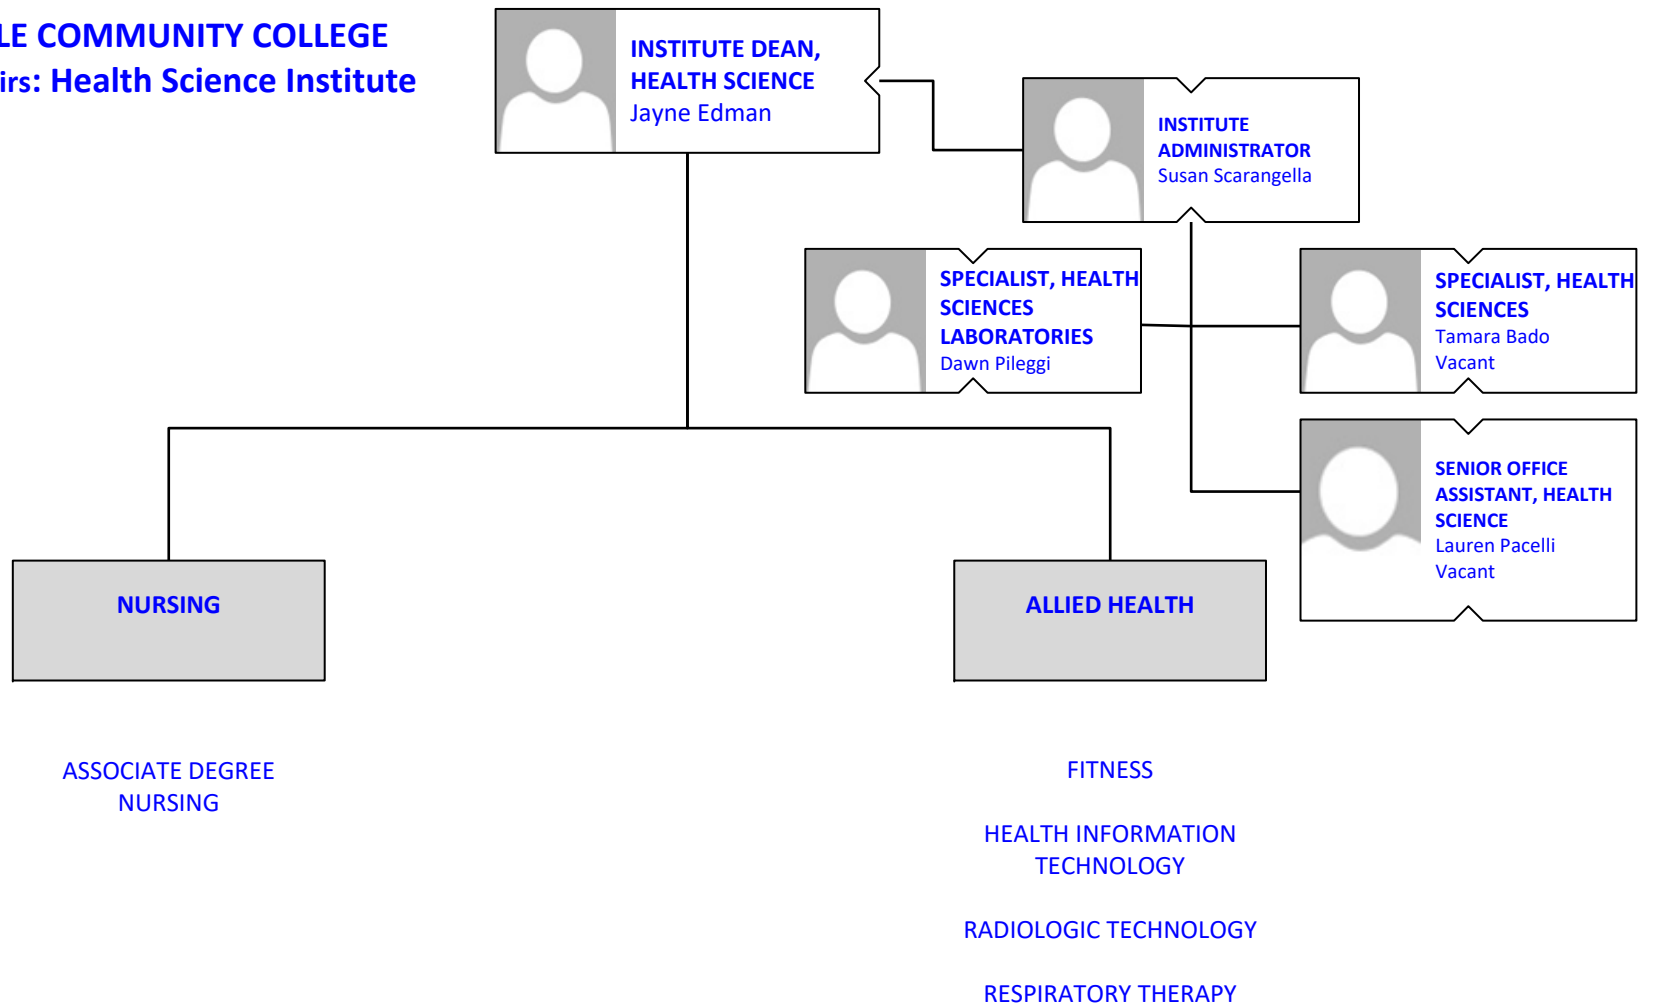 COMMUNITY COLLEGE
: Health Science Institute
INSTITUTE DEAN,
HEALTH SCIENCE
Jayne Edman
INSTITUTE
ADMINISTRATOR
Susan Scarangella
SPECIALIST, HEALTH
SCIENCES
LABORATORIES
Dawn Pileggi
SPECIALIST, HEALTH
SCIENCES
Tamara Bado
Vacant
SENIOR OFFICE
ASSISTANT, HEALTH
SCIENCE
Lauren Pacelli
Vacant
NURSING
ALLIED HEALTH
ASSOCIATE DEGREE
NURSING
FITNESS
HEALTH INFORMATION
TECHNOLOGY
RADIOLOGIC TECHNOLOGY
RESPIRATORY THERAPY